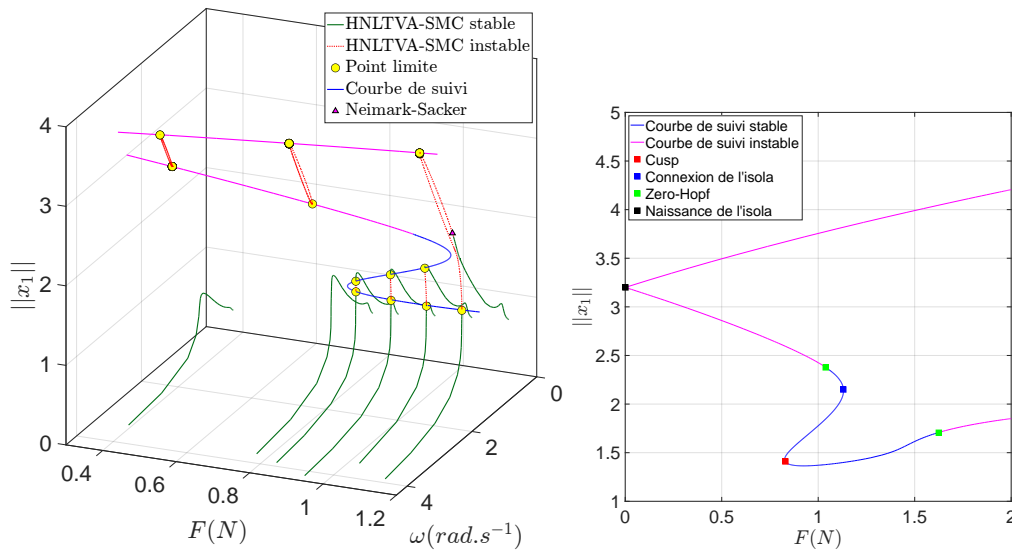 HNLTVA-SMC stable
HNLTVA-SMC instable
Point limite
Courbe de suivi
Neimark-Sacker
4
3
2
1
0
||x_1||
0.4
0.6
0.8
1
1.2
F(N)
4
2
0
ω(rad.s^{-1})
5
4.5
4
3.5
3
2.5
2
1.5
1
||x_1||
Courbe de suivi stable
Courbe de suivi instable
Cusp
Connexion de l'isola
Zero-Hopf
Naissance de l'isola
0
0.5
1
1.5
2
F(N)